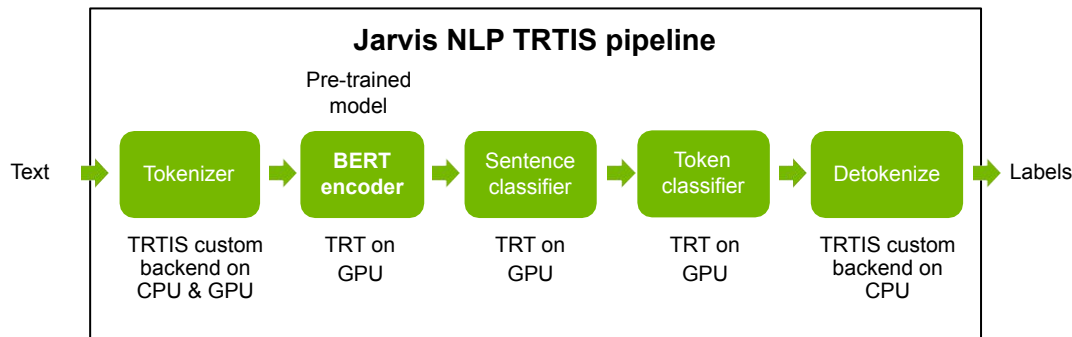 Jarvis NLP TRTIS pipeline
Pre-trained
model
Text
Tokenizer
BERT
encoder
Sentence
classifier
Token
classifier
Detokenize
Labels
TRTIS custom
backend on
CPU & GPU
TRT on
GPU
TRT on
GPU
TRT on
GPU
TRTIS custom
backend on
CPU